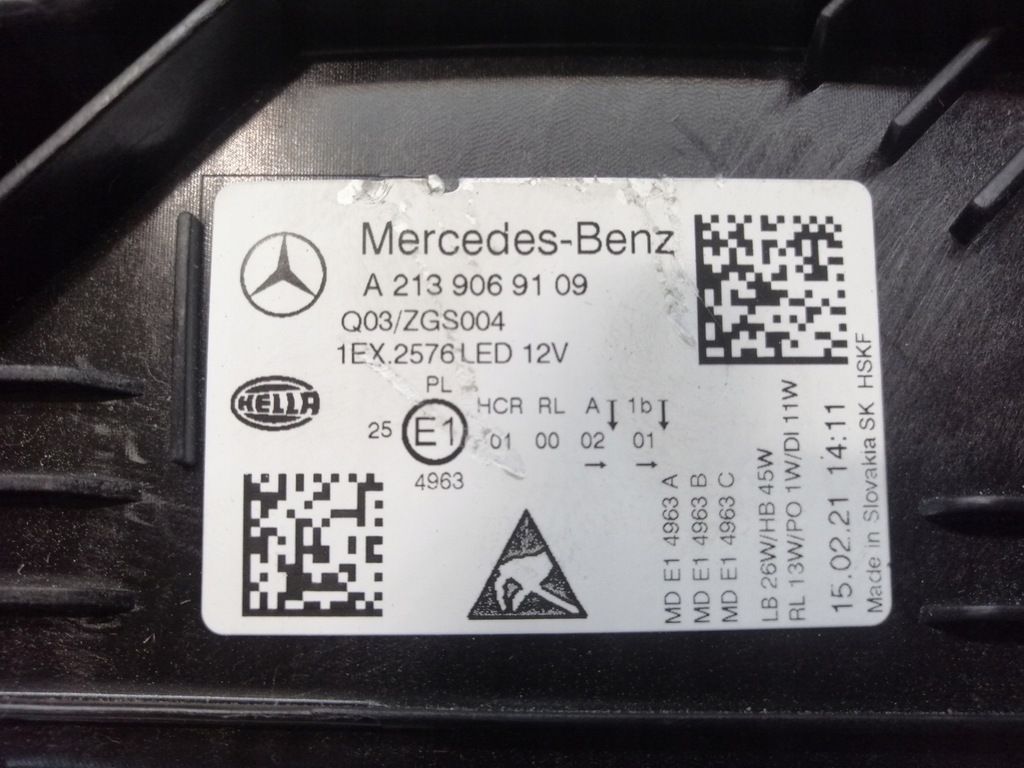 Mercedes-Benz
A 213 906 91 09
Q03/ZGS004
1EX.2576 LED 12V
HELLA
PL
25 E1
4963
HCR RL A 1b
01 00 02 01
MD E1 4963 A
MD E1 4963 B
MD E1 4963 C
LB 26W/HB 45W
RL 13W/PO 1W/DI 11W
15.02.21 14:11
Made in Slovakia SK HSKF